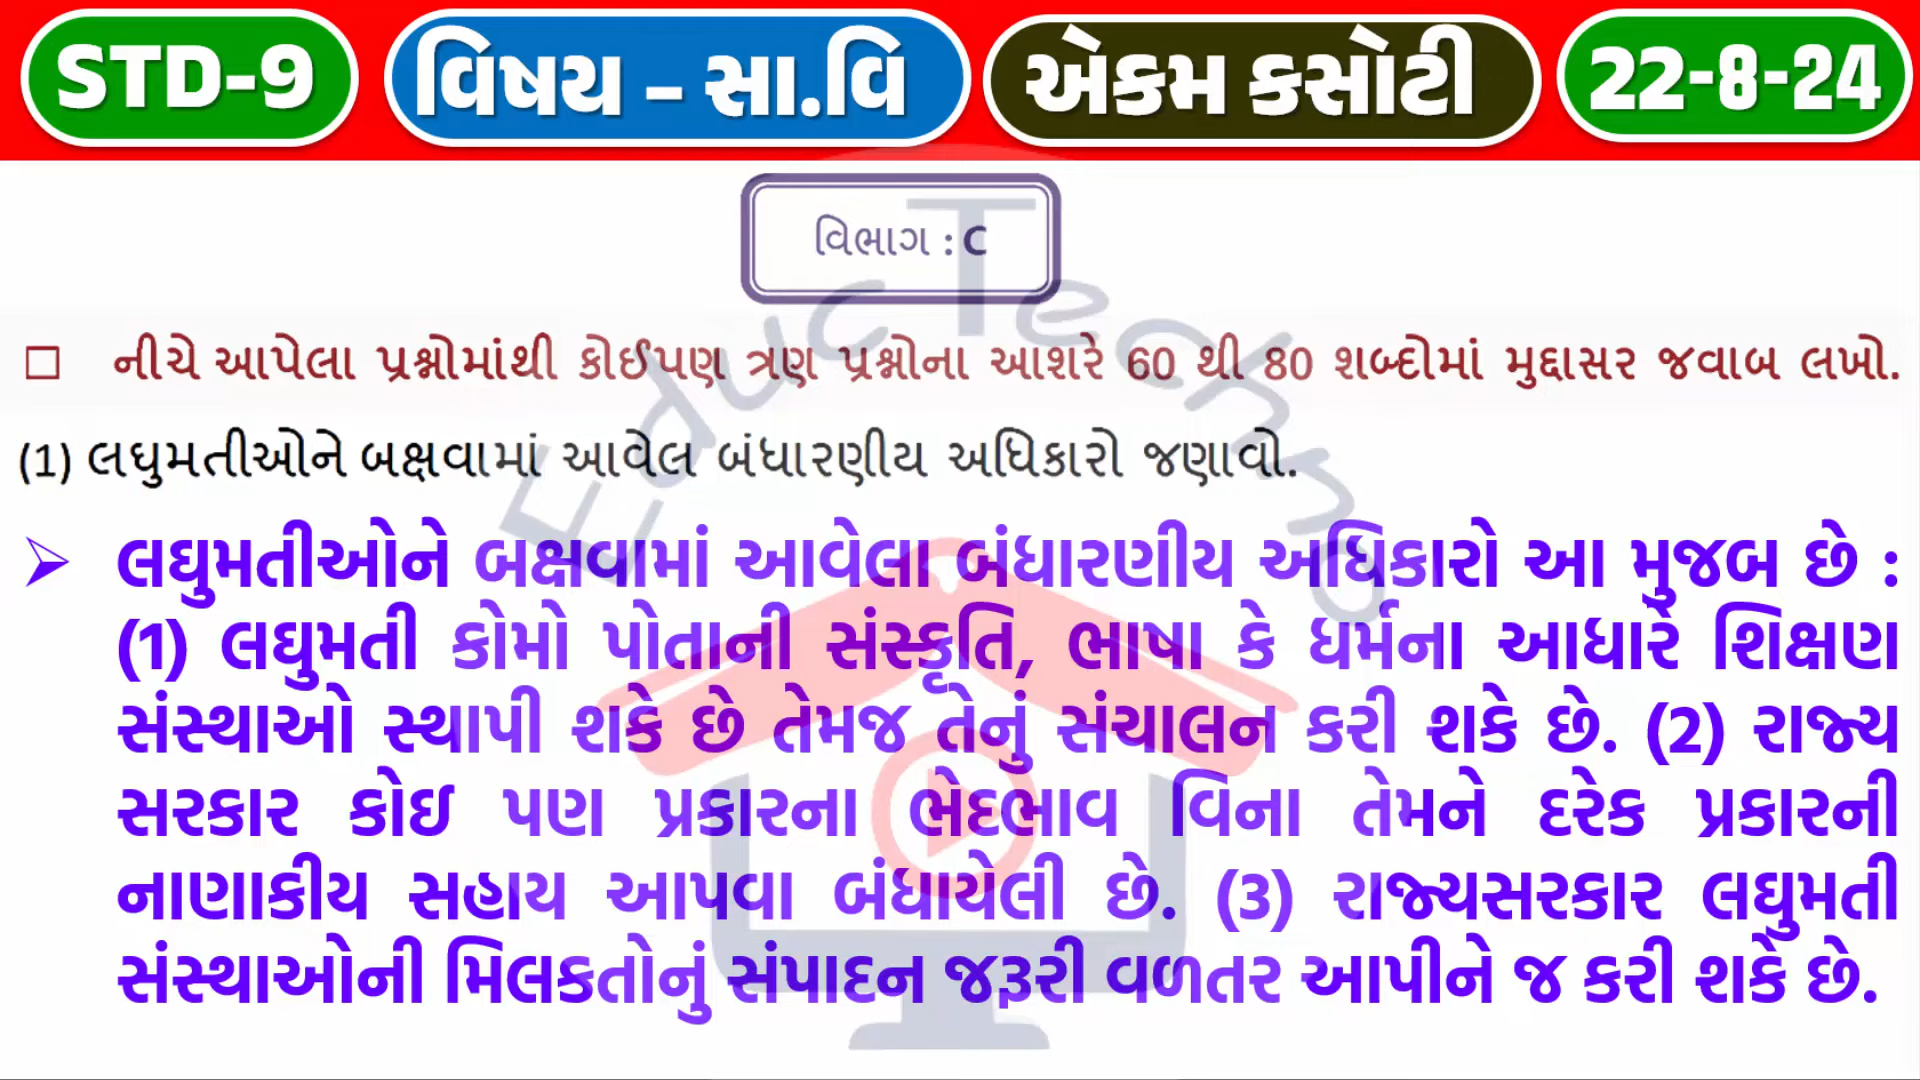 STD-9 વિષય – સા.વિ એકમ કસોટી 22-8-24
વિભાગ : C
□ નીચે આપેલા પ્રશ્નોમાંથી કોઈપણ ત્રણ પ્રશ્નોના આશરે 60 થી 80 શબ્દોમાં મુદ્દાસર જવાબ લખો.
(1) લઘુમતીઓને બક્ષવામાં આવેલ બંધારણીય અધિકારો જણાવો.
➢ લઘુમતીઓને બક્ષવામાં આવેલા બંધારણીય અધિકારો આ મુજબ છે :
(1) લઘુમતી કોમો પોતાની સંસ્કૃતિ, ભાષા કે ધર્મના આધારે શિક્ષણ
સંસ્થાઓ સ્થાપી શકે છે તેમજ તેનું સંચાલન કરી શકે છે. (2) રાજ્ય
સરકાર કોઇ પણ પ્રકારના ભેદભાવ વિના તેમને દરેક પ્રકારની
નાણાકીય સહાય આપવા બંધાયેલી છે. (3) રાજ્યસરકાર લઘુમતી
સંસ્થાઓની મિલકતોનું સંપાદન જરૂરી વળતર આપીને જ કરી શકે છે.
Educ Techno